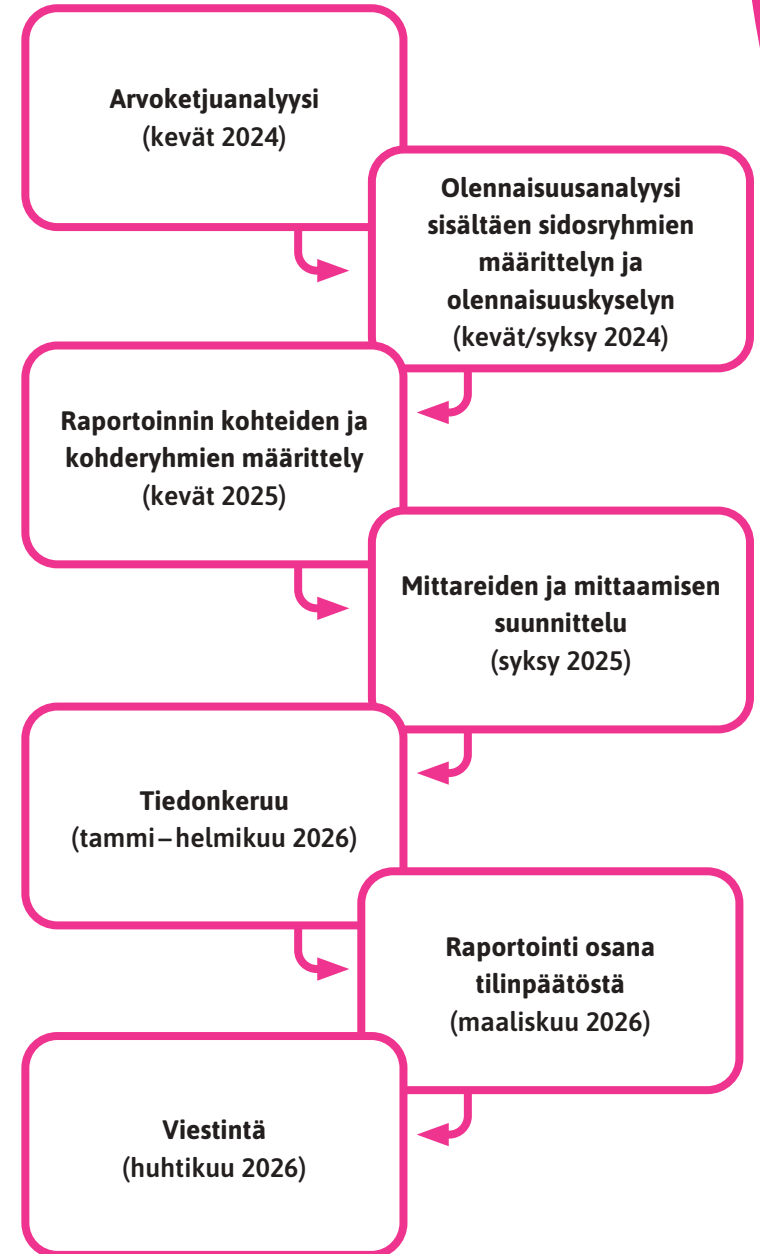 Arvoketjuanalyysi
(kevät 2024)
Olennaisuusanalyysi
sisältäen sidosryhmien
määrittelyn ja
olennaisuuskyselyn
(kevät/syksy 2024)
Raportoinnin kohteiden ja
kohderyhmien määrittely
(kevät 2025)
Mittareiden ja mittaamisen
suunnittelu
(syksy 2025)
Tiedonkeruu
(tammi–helmikuu 2026)
Raportointi osana
tilinpäätöstä
(maaliskuu 2026)
Viestintä
(huhtikuu 2026)